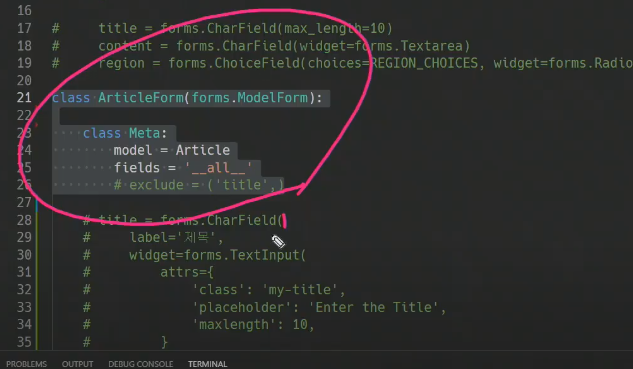 16
17 #     title = forms.CharField(max_length=10)
18 #     content = forms.CharField(widget=forms.Textarea)
19 #     region = forms.ChoiceField(choices=REGION_CHOICES, widget=forms.Radio
20
21 class ArticleForm(forms.ModelForm):
22
23     class Meta:
24         model = Article
25         fields = '__all__'
26         # exclude = ('title',)
27
28     # title = forms.CharField(
29     #     label='제목',
30     #     widget=forms.TextInput(
31     #         attrs={
32     #             'class': 'my-title',
33     #             'placeholder': 'Enter the Title',
34     #             'maxlength': 10,
35     #         }
PROBLEMS OUTPUT DEBUG CONSOLE TERMINAL